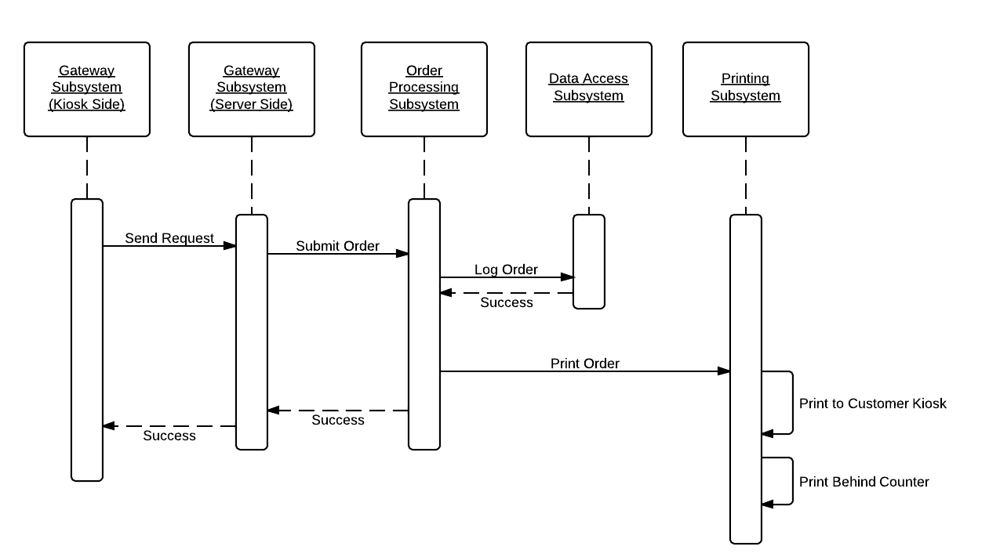 Gateway
Subsystem
(Kiosk Side)
Gateway
Subsystem
(Server Side)
Order
Processing
Subsystem
Data Access
Subsystem
Printing
Subsystem
Send Request
Submit Order
Log Order
Success
Print Order
Print to Customer Kiosk
Success
Success
Print Behind Counter